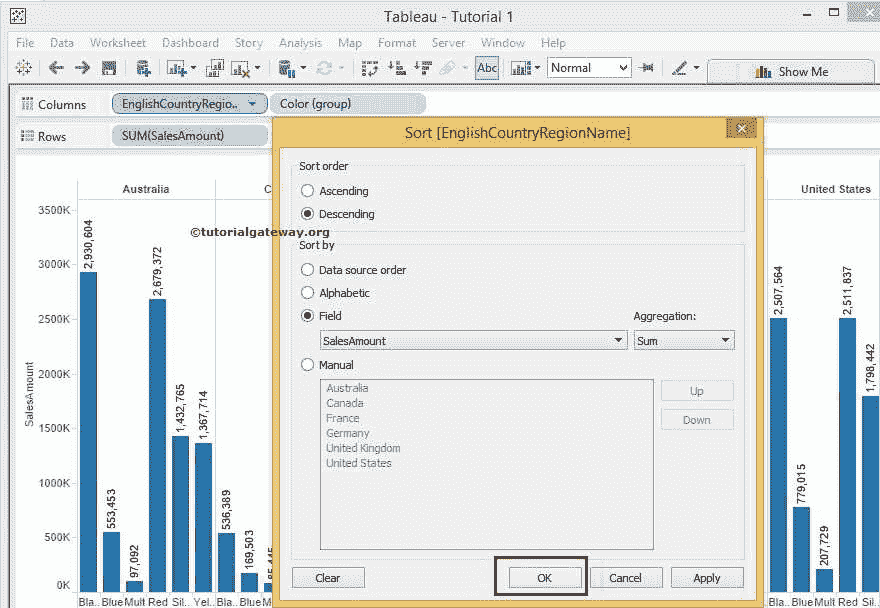 Tableau - Tutorial 1
File Data Worksheet Dashboard Story Analysis Map Format Server Window Help
Abc Normal Show Me
Columns EnglishCountryRegio.. Color (group)
Rows SUM(SalesAmount)
Sort [EnglishCountryRegionName]
Sort order
Ascending
Descending
©tutorialgateway.org
Sort by
Data source order
Alphabetic
Field
Aggregation:
SalesAmount
Sum
Manual
Australia
Canada
France
Germany
United Kingdom
United States
Up
Down
Clear
OK
Cancel
Apply
Australia
C
United States
SalesAmount
3500K
3000K
2500K
2000K
1500K
1000K
500K
0K
2,930,604
553,453
97,092
2,679,372
1,432,765
1,367,714
536,389
169,503
2,507,564
779,015
207,729
2,511,837
1,798,442
Bla.. Blue Mult Red Sil.. Yel.. Bla.. Blue M
Bla.. Blue Mult Red Sil..